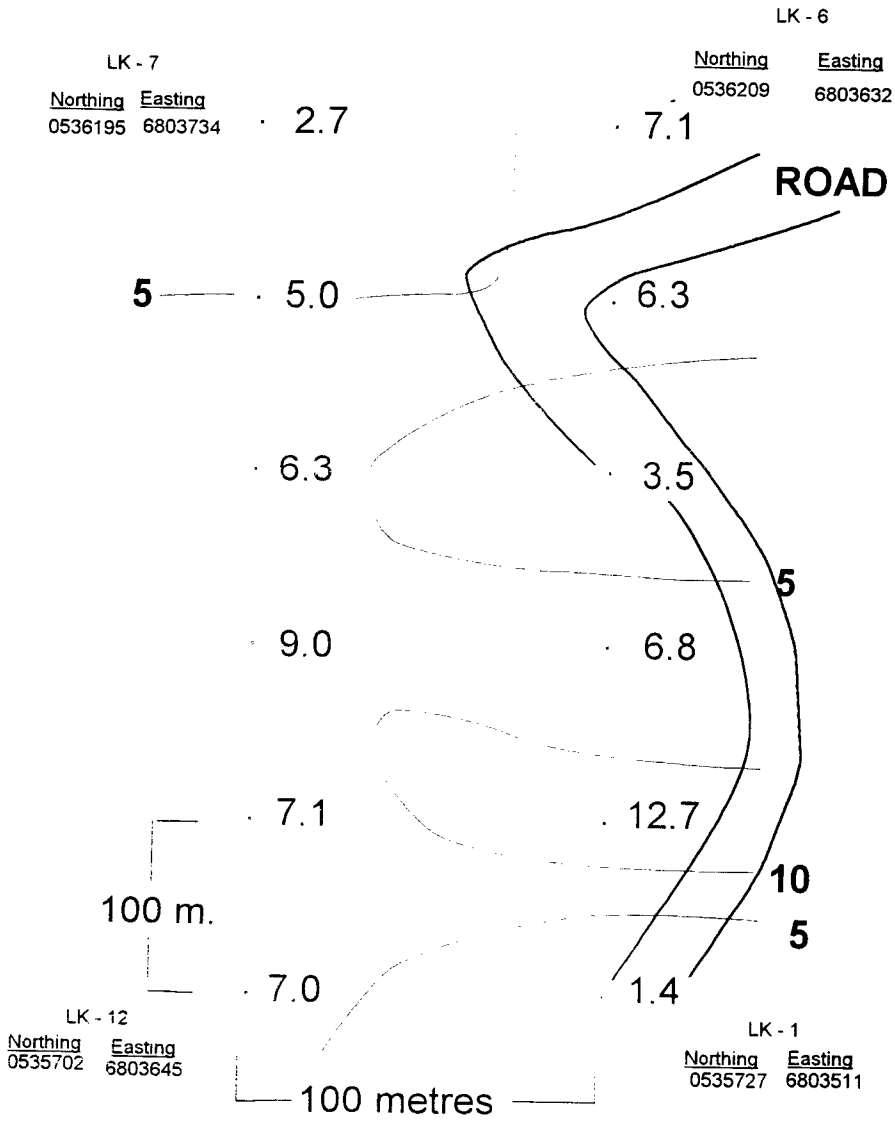 LK - 6
Northing Easting
0536209 6803632
LK - 7
Northing Easting
0536195 6803734
2.7
7.1
ROAD
5
5.0
6.3
6.3
3.5
5
9.0
6.8
7.1
12.7
10
100 m.
5
7.0
1.4
LK - 12
Northing Easting
0535702 6803645
LK - 1
Northing Easting
0535727 6803511
100 metres